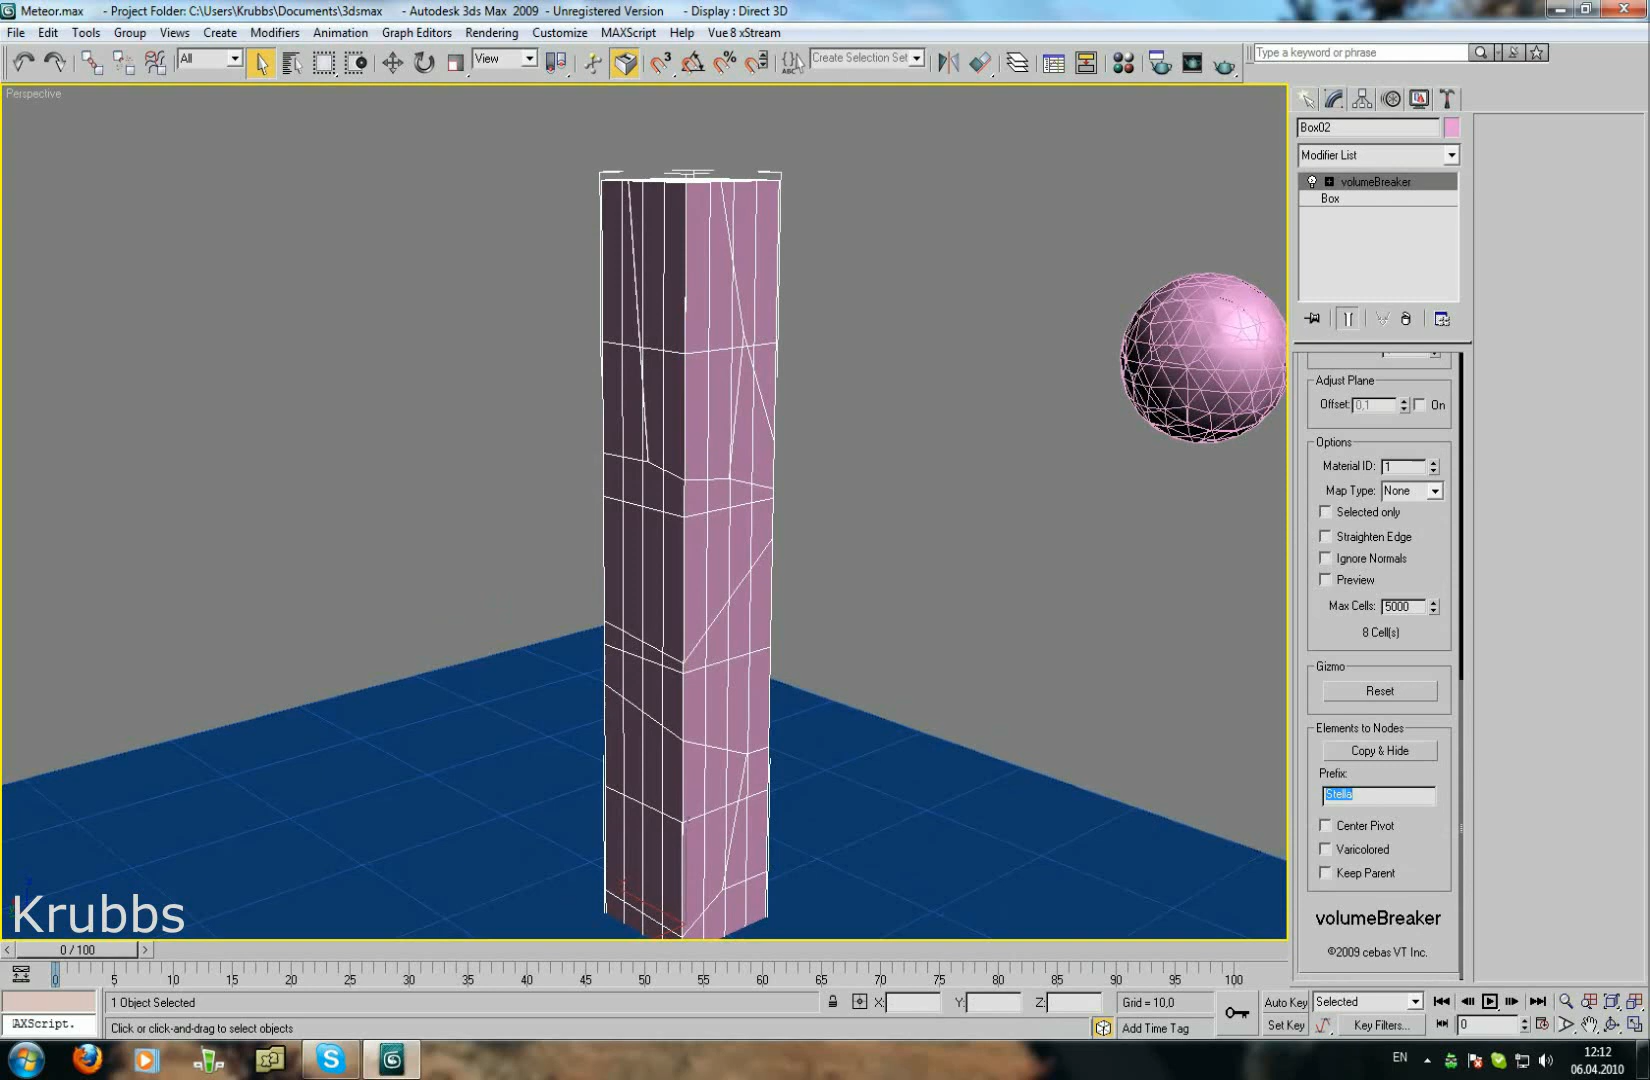 Meteor.max - Project Folder: C:\Users\Krubbs\Documents\3dsmax - Autodesk 3ds Max 2009 - Unregistered Version - Display : Direct 3D
File Edit Tools Group Views Create Modifiers Animation Graph Editors Rendering Customize MAXScript Help Vue 8 xStream
All View 3 % ABC Create Selection Set Type a keyword or phrase
Perspective
Box02
Modifier List
volumeBreaker
Box
Adjust Plane
Offset: 0,1 On
Options
Material ID: 1
Map Type: None
Selected only
Straighten Edge
Ignore Normals
Preview
Max Cells: 5000
8 Cell(s)
Gizmo
Reset
Elements to Nodes
Copy & Hide
Prefix:
Stella
Center Pivot
Varicolored
Keep Parent
volumeBreaker
©2009 cebas VT Inc.
Krubbs
< 0 / 100 >
0 5 10 15 20 25 30 35 40 45 50 55 60 65 70 75 80 85 90 95 100
1 Object Selected X: Y: Z: Grid = 10,0 Auto Key Selected
AXScript. Click or click-and-drag to select objects Add Time Tag Set Key Key Filters... 0
EN 12:12
06.04.2010